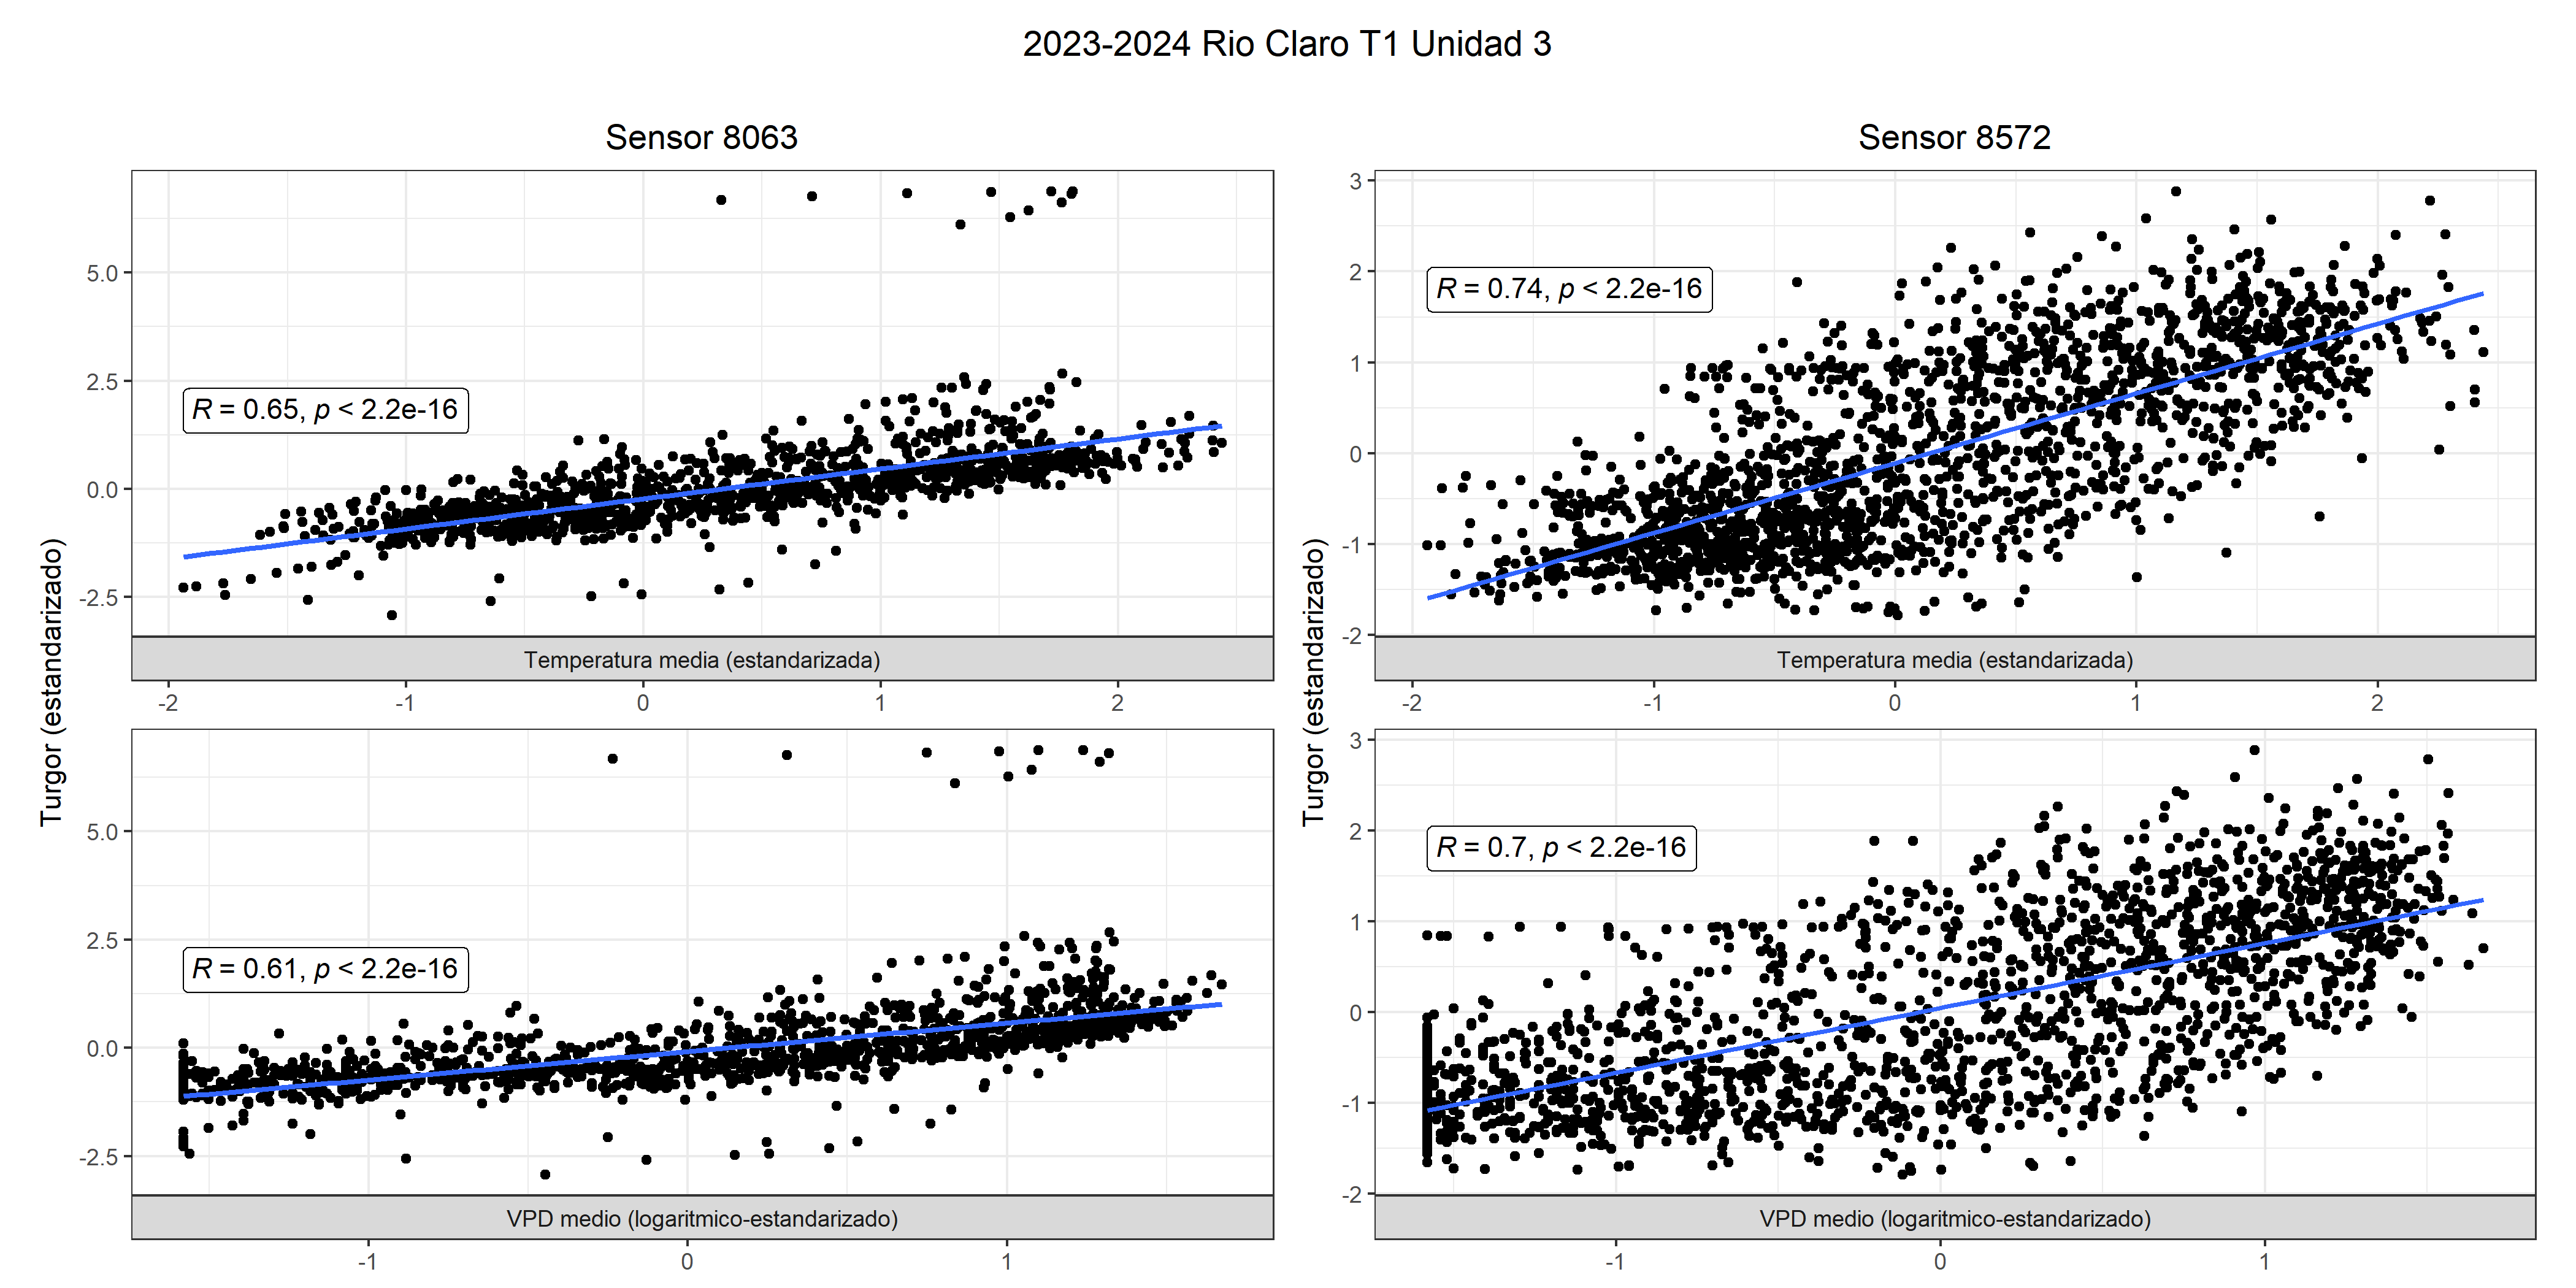 2023-2024 Rio Claro T1 Unidad 3
Sensor 8063
Sensor 8572
Turgor (estandarizado)
5.0
2.5
0.0
-2.5
R = 0.65, p < 2.2e-16
Temperatura media (estandarizada)
-2 -1 0 1 2
5.0
2.5
0.0
-2.5
R = 0.61, p < 2.2e-16
VPD medio (logaritmico-estandarizado)
-1 0 1
Turgor (estandarizado)
3
2
1
0
-1
-2
R = 0.74, p < 2.2e-16
Temperatura media (estandarizada)
-2 -1 0 1 2
3
2
1
0
-1
-2
R = 0.7, p < 2.2e-16
VPD medio (logaritmico-estandarizado)
-1 0 1